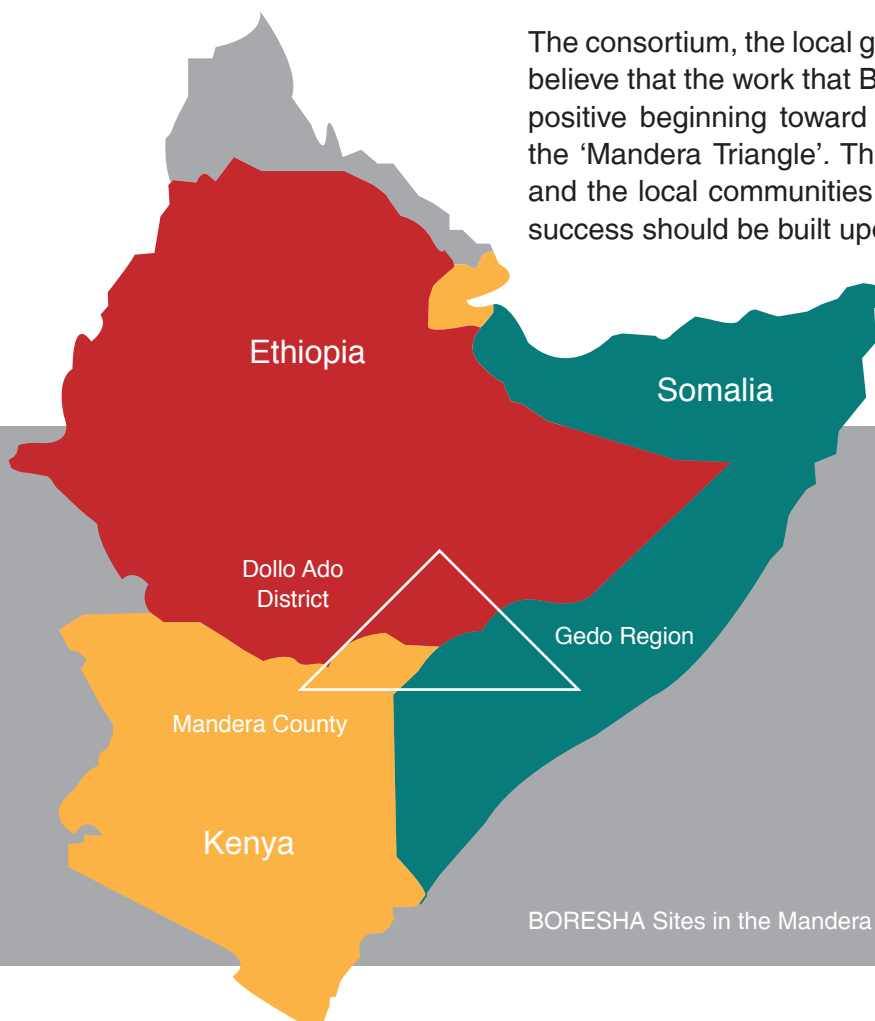 The consortium, the local g
believe that the work that B
positive beginning toward
the ‘Mandera Triangle’. Th
and the local communities
success should be built upo
Ethiopia
Somalia
Dollo Ado
District
Gedo Region
Mandera County
Kenya
BORESHA Sites in the Mandera